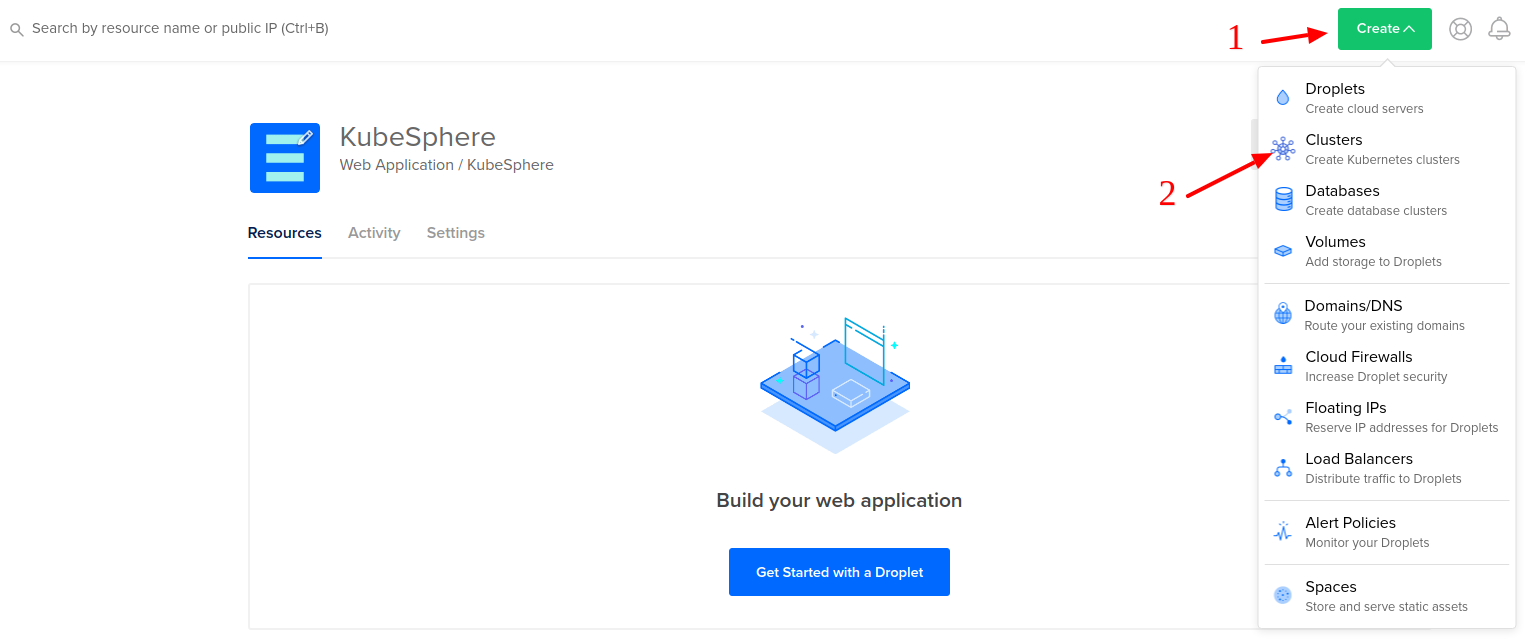 Search by resource name or public IP (Ctrl+B)
1
Create
KubeSphere
Web Application / KubeSphere
Resources Activity Settings
Build your web application
Get Started with a Droplet
2
Droplets
Create cloud servers
Clusters
Create Kubernetes clusters
Databases
Create database clusters
Volumes
Add storage to Droplets
Domains/DNS
Route your existing domains
Cloud Firewalls
Increase Droplet security
Floating IPs
Reserve IP addresses for Droplets
Load Balancers
Distribute traffic to Droplets
Alert Policies
Monitor your Droplets
Spaces
Store and serve static assets